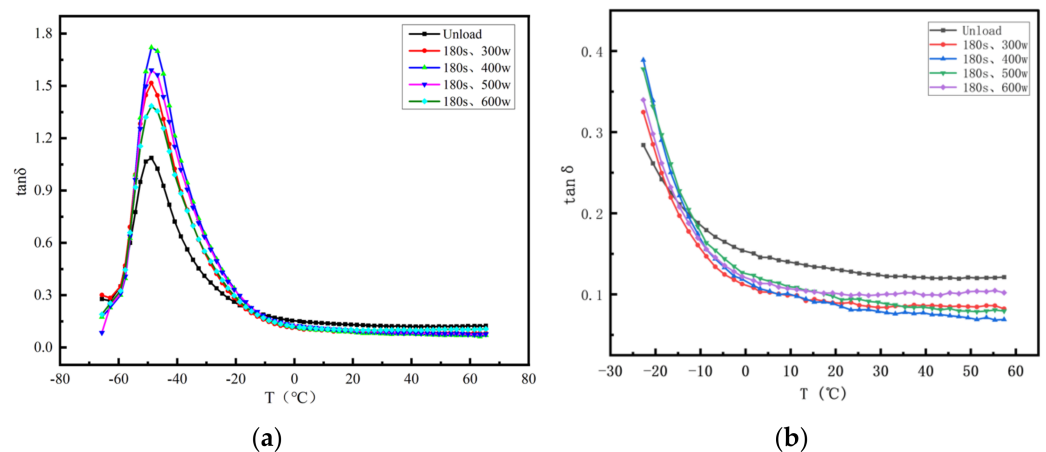 1.8
1.5
1.2
0.9
0.6
0.3
0.0
tanδ
-80 -60 -40 -20 0 20 40 60 80
T（℃）
Unload
180s、300w
180s、400w
180s、500w
180s、600w
(a)
0.4
0.3
0.2
0.1
tan δ
-30 -20 -10 0 10 20 30 40 50 60
T (℃)
Unload
180s、300w
180s、400w
180s、500w
180s、600w
(b)